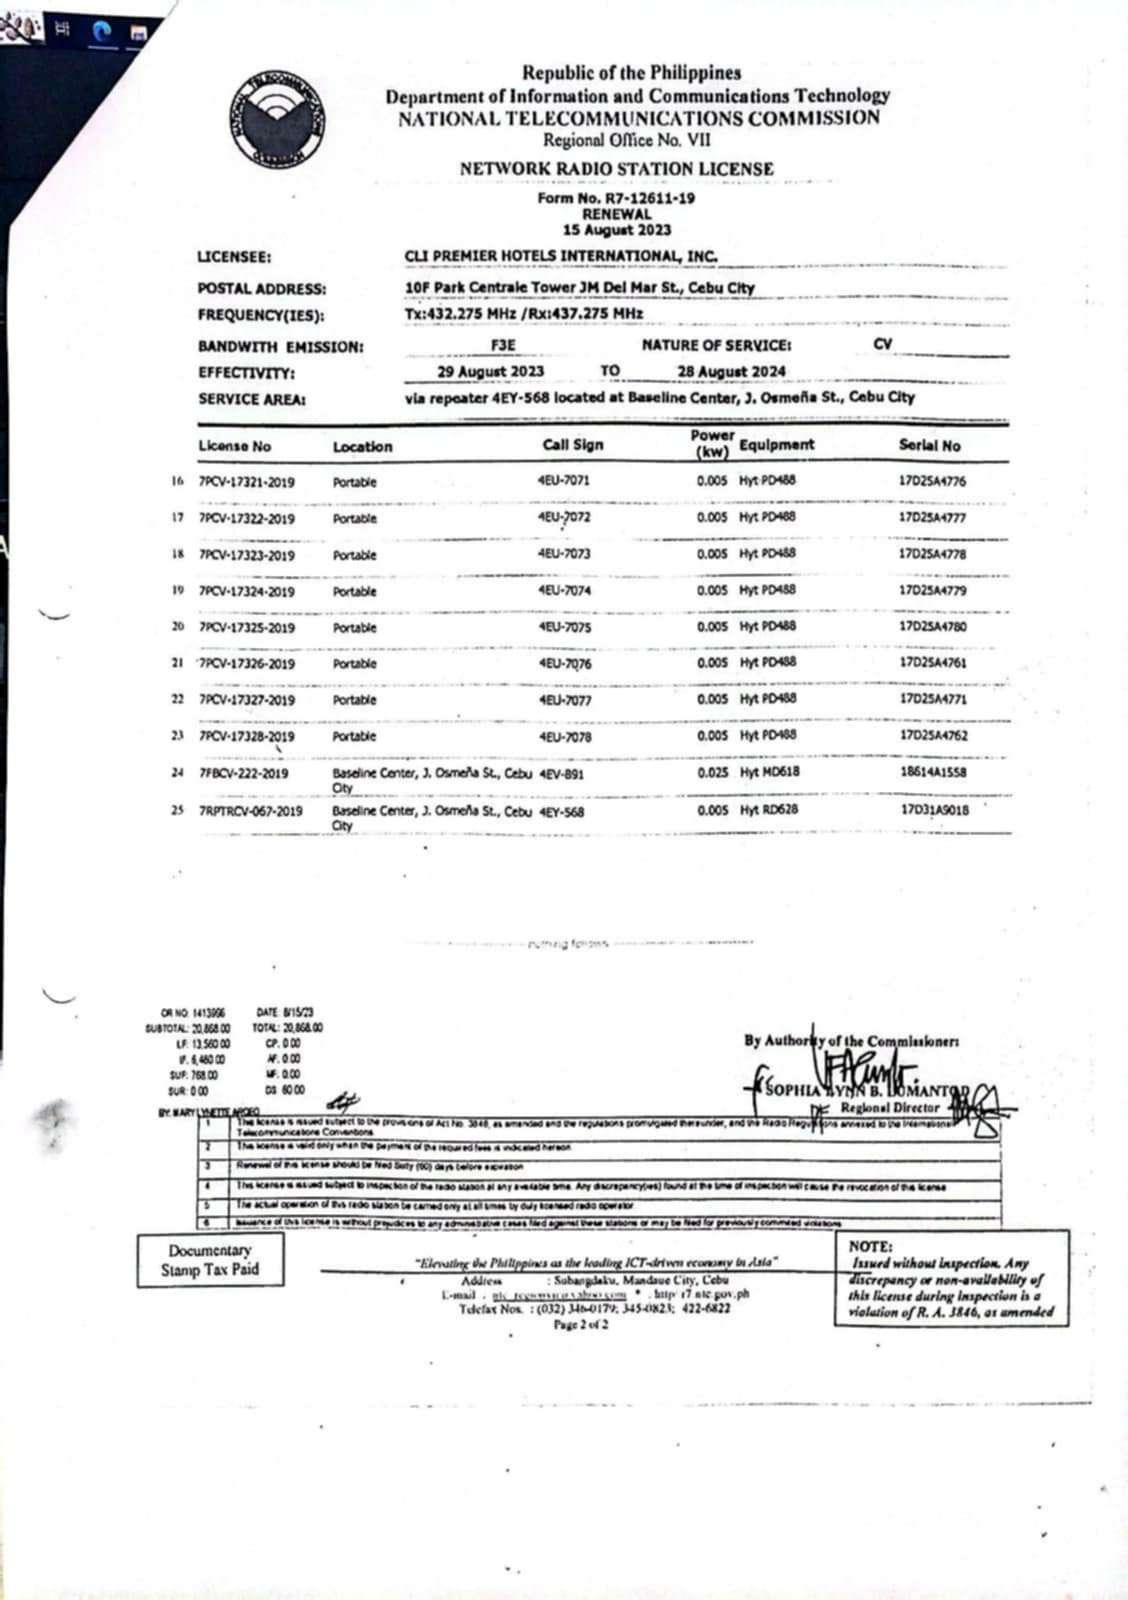 Republic of the Philippines
Department of Information and Communications Technology
NATIONAL TELECOMMUNICATIONS COMMISSION
Regional Office No. VII
NETWORK RADIO STATION LICENSE
Form No. R7-12611-19
RENEWAL
15 August 2023
LICENSEE: CLI PREMIER HOTELS INTERNATIONAL, INC.
POSTAL ADDRESS: 10F Park Centrale Tower JM Del Mar St., Cebu City
FREQUENCY(IES): Tx:432.275 MHz /Rx:437.275 MHz
BANDWITH EMISSION: F3E NATURE OF SERVICE: CV
EFFECTIVITY: 29 August 2023 TO 28 August 2024
SERVICE AREA: via repeater 4EY-568 located at Baseline Center, J. Osmeña St., Cebu City
License No Location Call Sign Power (kw) Equipment Serial No
16 7PCV-17321-2019 Portable 4EU-7071 0.005 Hyt PD488 17D25A4776
17 7PCV-17322-2019 Portable 4EU-7072 0.005 Hyt PD488 17D25A4777
18 7PCV-17323-2019 Portable 4EU-7073 0.005 Hyt PD488 17D25A4778
19 7PCV-17324-2019 Portable 4EU-7074 0.005 Hyt PD488 17D25A4779
20 7PCV-17325-2019 Portable 4EU-7075 0.005 Hyt PD488 17D25A4780
21 7PCV-17326-2019 Portable 4EU-7076 0.005 Hyt PD488 17D25A4761
22 7PCV-17327-2019 Portable 4EU-7077 0.005 Hyt PD488 17D25A4771
23 7PCV-17328-2019 Portable 4EU-7078 0.005 Hyt PD488 17D25A4762
24 7FBCV-222-2019 Baseline Center, J. Osmeña St., Cebu 4EV-891 0.025 Hyt MD618 18614A1558
City
25 7RPTRCV-067-2019 Baseline Center, J. Osmeña St., Cebu 4EY-568 0.005 Hyt RD628 17D31A9018
City
nothing follows
OR NO: 1413966 DATE: 8/15/23
SUBTOTAL: 20,868.00 TOTAL: 20,868.00
LF: 13,560.00 CP: 0.00
IF: 6,480.00 AF: 0.00
SUF: 768.00 MF: 0.00
SUR: 0.00 DS: 60.00
BY: MARY LYNETTE
By Authority of the Commissioner:
SOPHIA LYNN B.
Regional Director
1 This license is issued subject to the provisions of Act No. 3846, as amended and the regulations promulgated thereunder, and the Radio Regulations annexed to the International
Telecommunications Conventions
2 This license is valid only when the payment of the required fees is indicated hereon
3 Renewal of this license should be filed Sixty (60) days before expiration
4 This license is issued subject to inspection of the radio station at any available time. Any discrepancy(ies) found at the time of inspection will cause the revocation of this license
5 The actual operation of this radio station be carried only at all times by duly licensed radio operator
6 Issuance of this license is without prejudices to any administrative cases filed against these stations or may be filed for previously commited violations
Documentary
Stamp Tax Paid
"Elevating the Philippines as the leading ICT-driven economy in Asia"
Address : Subangdaku, Mandaue City, Cebu
E-mail :
Telefax Nos. : (032) 346-0179; 345-0823; 422-6822
Page 2 of 2
NOTE:
Issued without inspection. Any
discrepancy or non-availability of
this license during inspection is a
violation of R. A. 3846, as amended